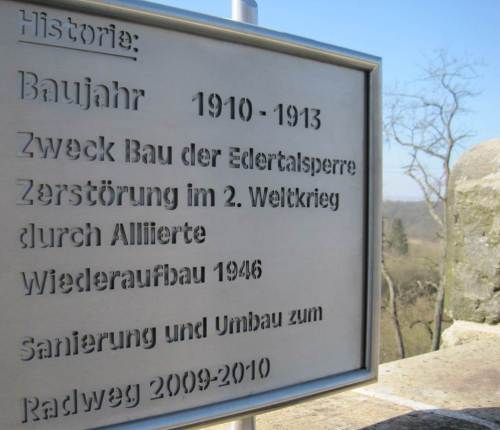 Historie:
Baujahr 1910 - 1913
Zweck Bau der Edertalsperre
Zerstörung im 2. Weltkrieg
durch Alliierte
Wiederaufbau 1946
Sanierung und Umbau zum
Radweg 2009-2010